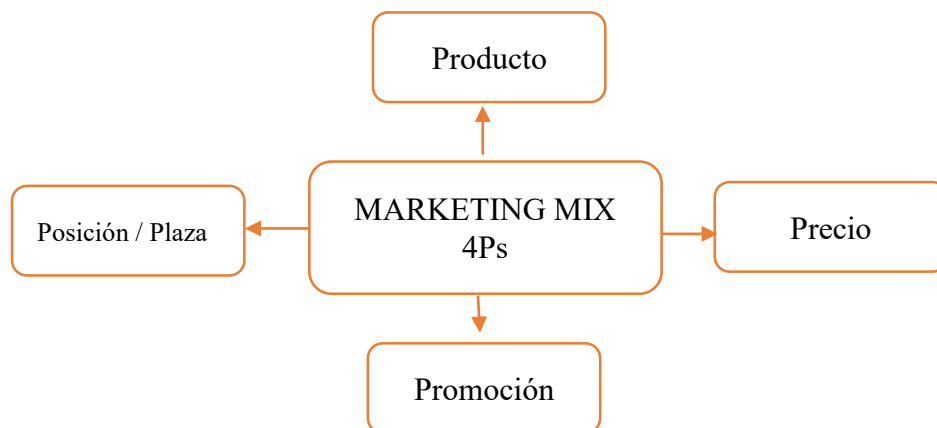 Producto
MARKETING MIX
4Ps
Posición / Plaza
Precio
Promoción